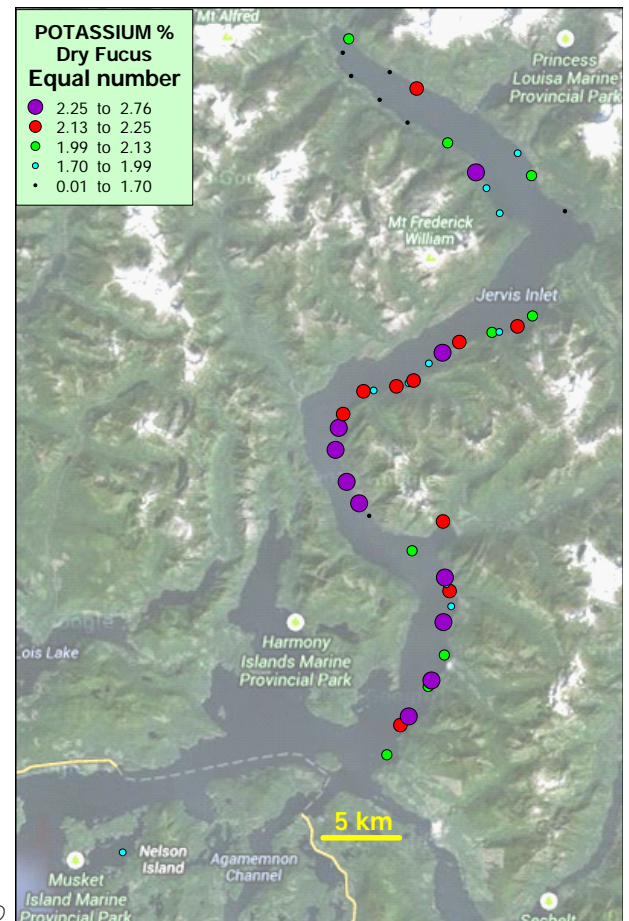 POTASSIUM %
Dry Fucus
Equal number
2.25 to 2.76
2.13 to 2.25
1.99 to 2.13
1.70 to 1.99
0.01 to 1.70
Mt Alfred
Princess
Louisa Marine
Provincial Park
Mt Frederick
William
Jervis Inlet
Harmony
Islands Marine
Provincial Park
ois Lake
5 km
Nelson
Island
Agamemnon
Channel
Musket
Island Marine
Provincial Park
Sechelt